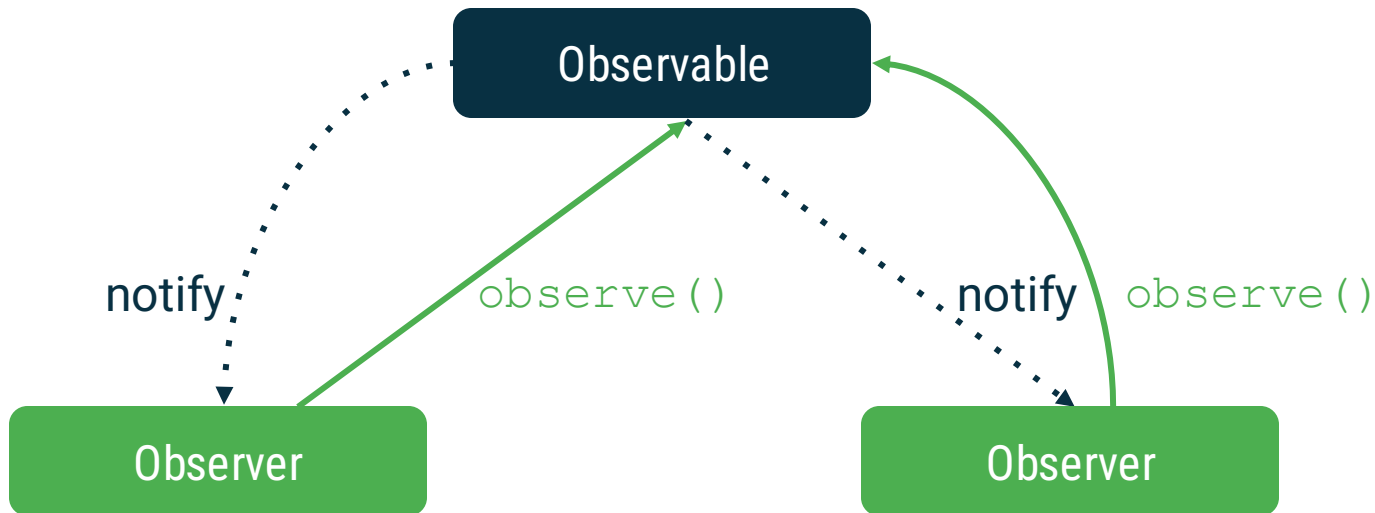 Observable
notify
observe()
notify
observe()
Observer
Observer